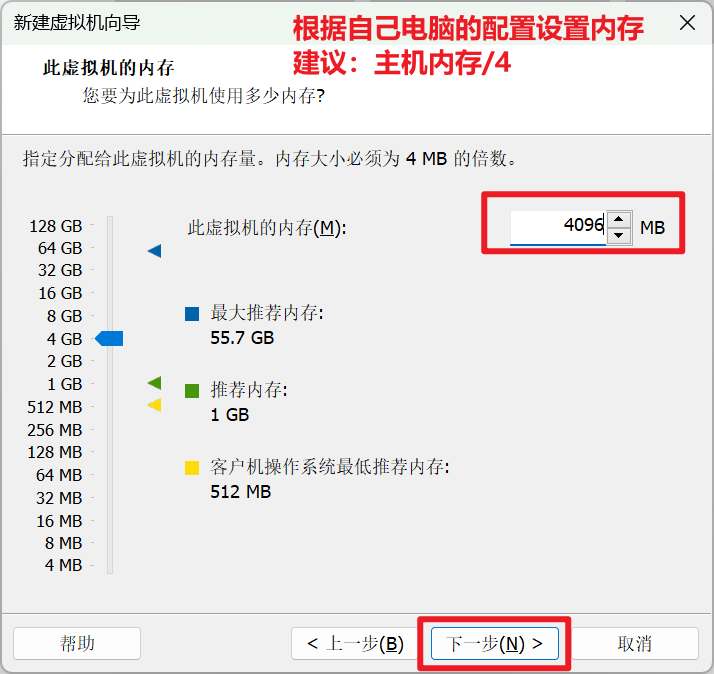 新建虚拟机向导
根据自己电脑的配置设置内存
建议：主机内存/4
此虚拟机的内存
您要为此虚拟机使用多少内存?
指定分配给此虚拟机的内存量。内存大小必须为 4 MB 的倍数。
128 GB
64 GB
32 GB
16 GB
8 GB
4 GB
2 GB
1 GB
512 MB
256 MB
128 MB
64 MB
32 MB
16 MB
8 MB
4 MB
此虚拟机的内存(M):
4096 MB
最大推荐内存:
55.7 GB
推荐内存:
1 GB
客户机操作系统最低推荐内存:
512 MB
帮助
< 上一步(B)
下一步(N) >
取消